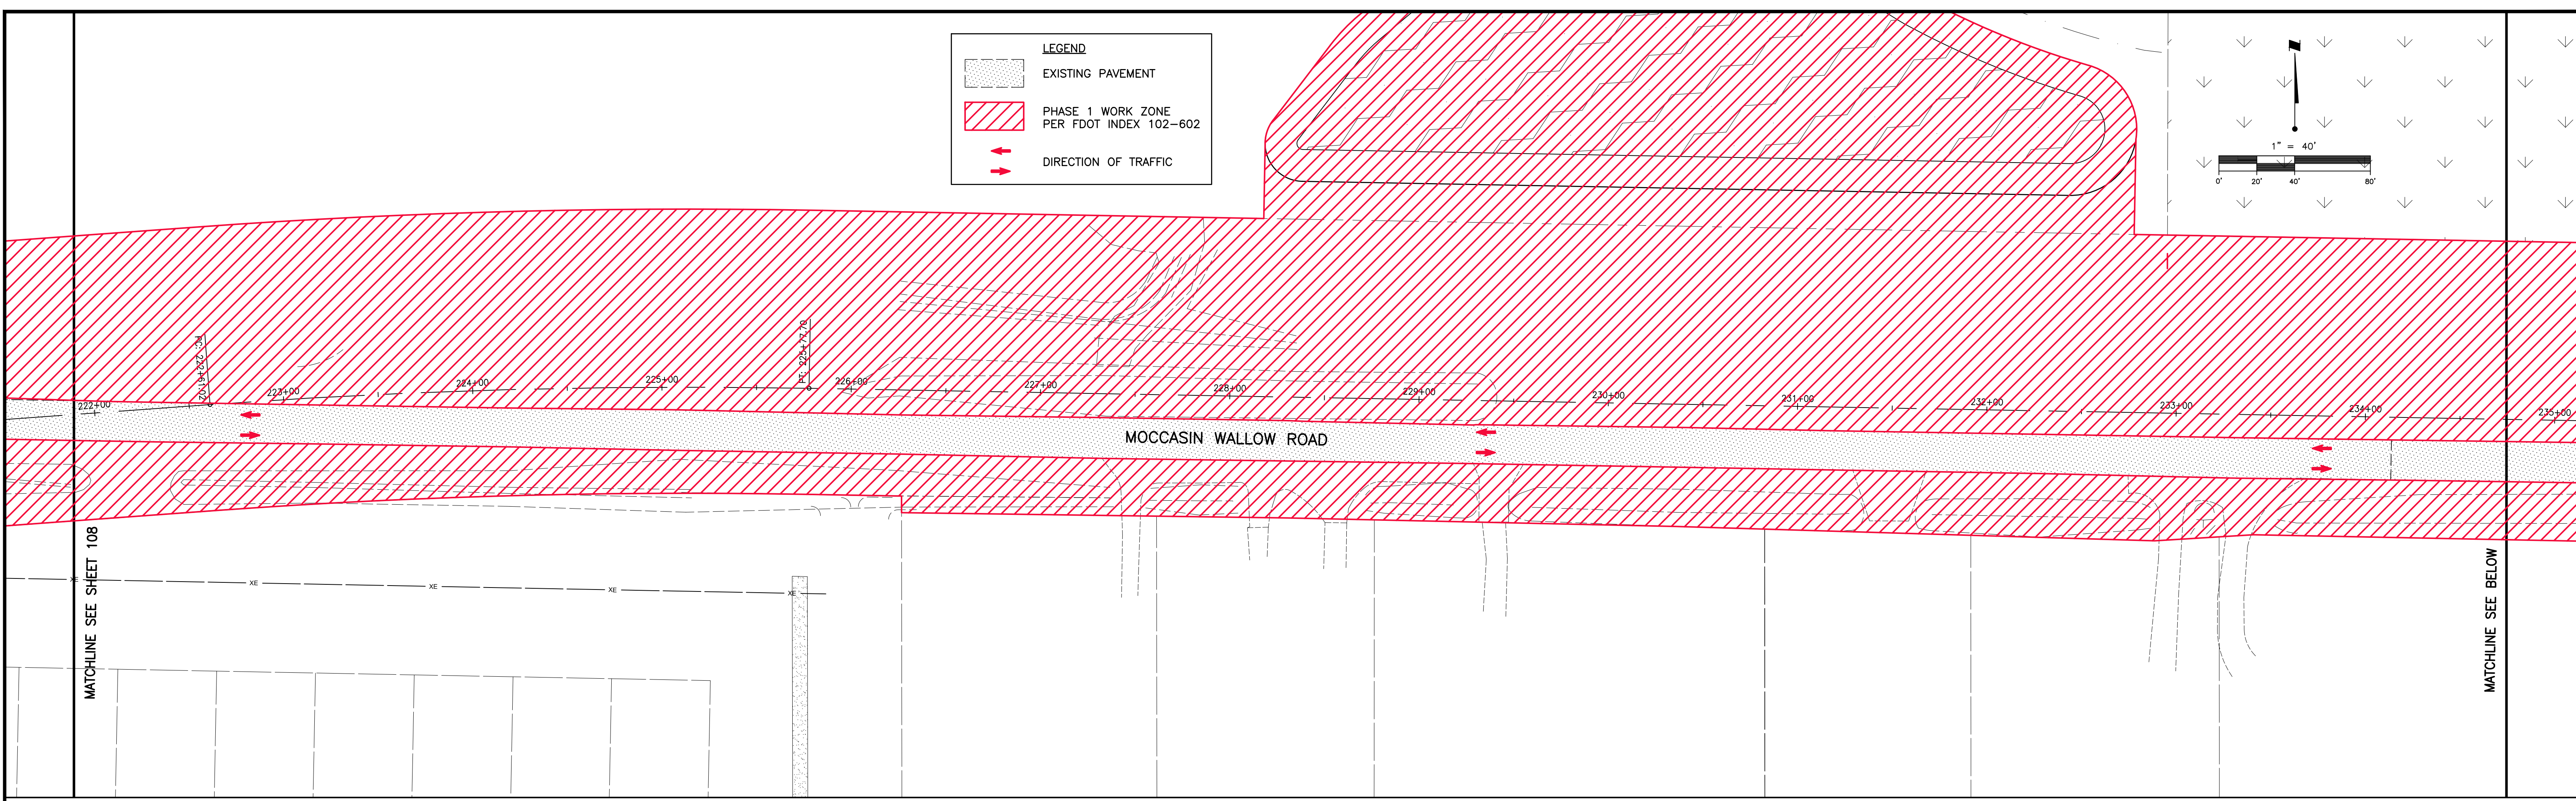 LEGEND
EXISTING PAVEMENT
PHASE 1 WORK ZONE
PER FDOT INDEX 102-602
DIRECTION OF TRAFFIC
1" = 40'
0' 20' 40' 80'
PC: 222+61.02
PT: 225+77.70
222+00
223+00
224+00
225+00
226+00
227+00
228+00
229+00
230+00
231+00
232+00
233+00
234+00
235+00
MOCCASIN WALLOW ROAD
MATCHLINE SEE SHEET 108
MATCHLINE SEE BELOW
XE
XE
XE
XE
XE